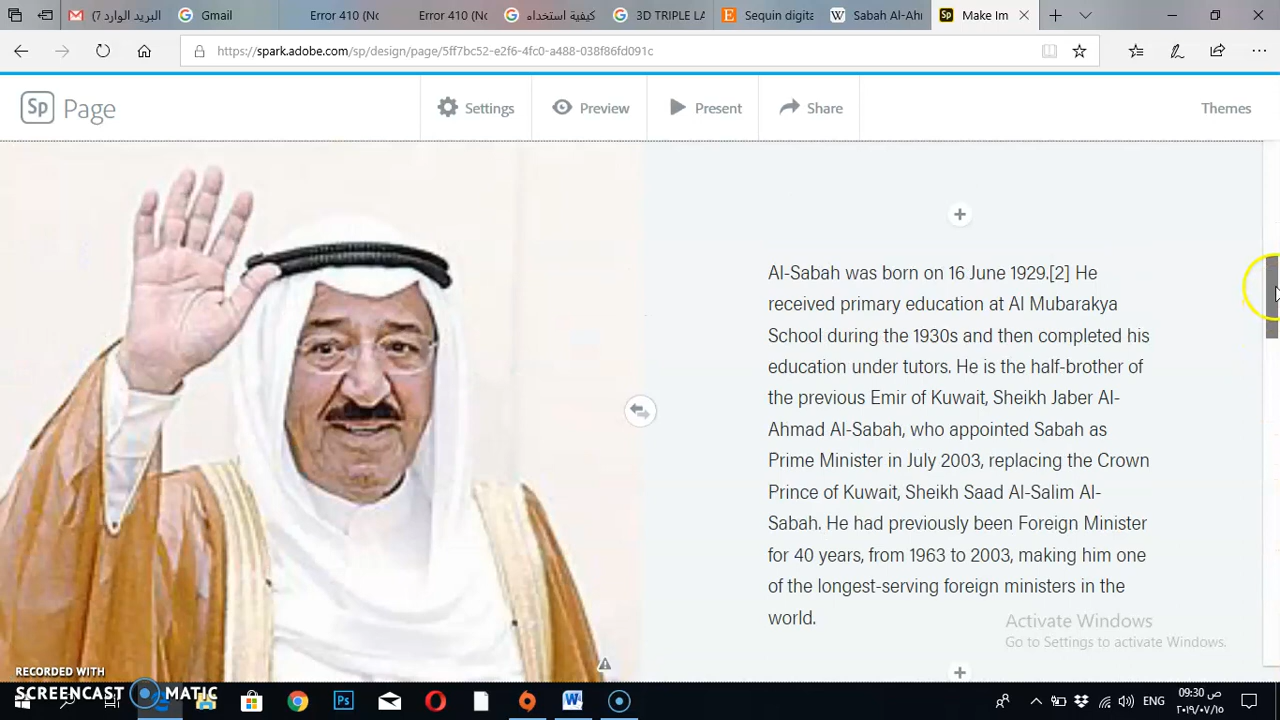 البريد الوارد (7
Gmail
Error 410 (No
Error 410 (No
كيفية استخداه
3D TRIPLE LA
Sequin digita
Sabah Al-Ahr
Make Im
https://spark.adobe.com/sp/design/page/5ff7bc52-e2f6-4fc0-a488-038f86fd091c
Sp Page
Settings
Preview
Present
Share
Themes
Al-Sabah was born on 16 June 1929.[2] He
received primary education at Al Mubarakya
School during the 1930s and then completed his
education under tutors. He is the half-brother of
the previous Emir of Kuwait, Sheikh Jaber Al-
Ahmad Al-Sabah, who appointed Sabah as
Prime Minister in July 2003, replacing the Crown
Prince of Kuwait, Sheikh Saad Al-Salim Al-
Sabah. He had previously been Foreign Minister
for 40 years, from 1963 to 2003, making him one
of the longest-serving foreign ministers in the
world.
Activate Windows
Go to Settings to activate Windows.
RECORDED WITH
SCREENCAST MATIC
ENG
09:30 ص
٢٠١٩/٠٧/١٥